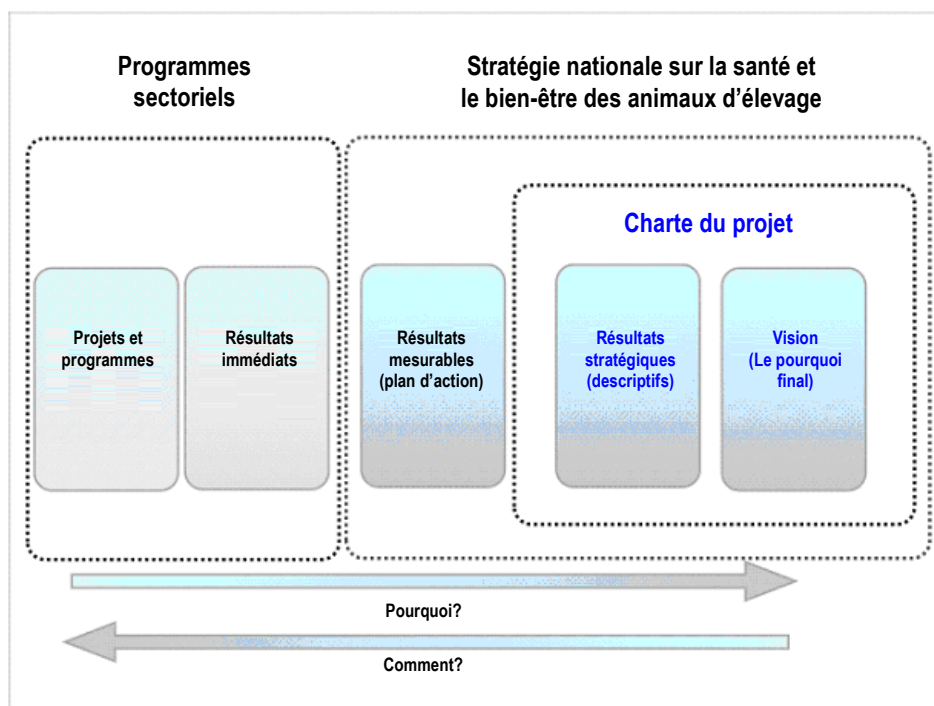 Programmes
sectoriels
Stratégie nationale sur la santé et
le bien-être des animaux d’élevage
Charte du projet
Projets et
programmes
Résultats
immédiats
Résultats
mesurables
(plan d’action)
Résultats
stratégiques
(descriptifs)
Vision
(Le pourquoi
final)
Pourquoi?
Comment?